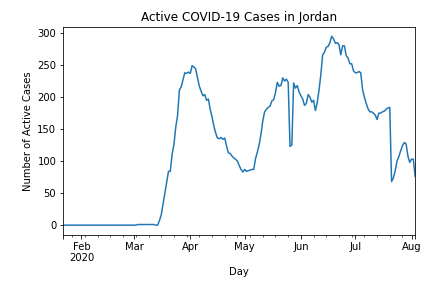 Active COVID-19 Cases in Jordan
Number of Active Cases
300
250
200
150
100
50
0
Feb Mar Apr May Jun Jul Aug
2020
Day